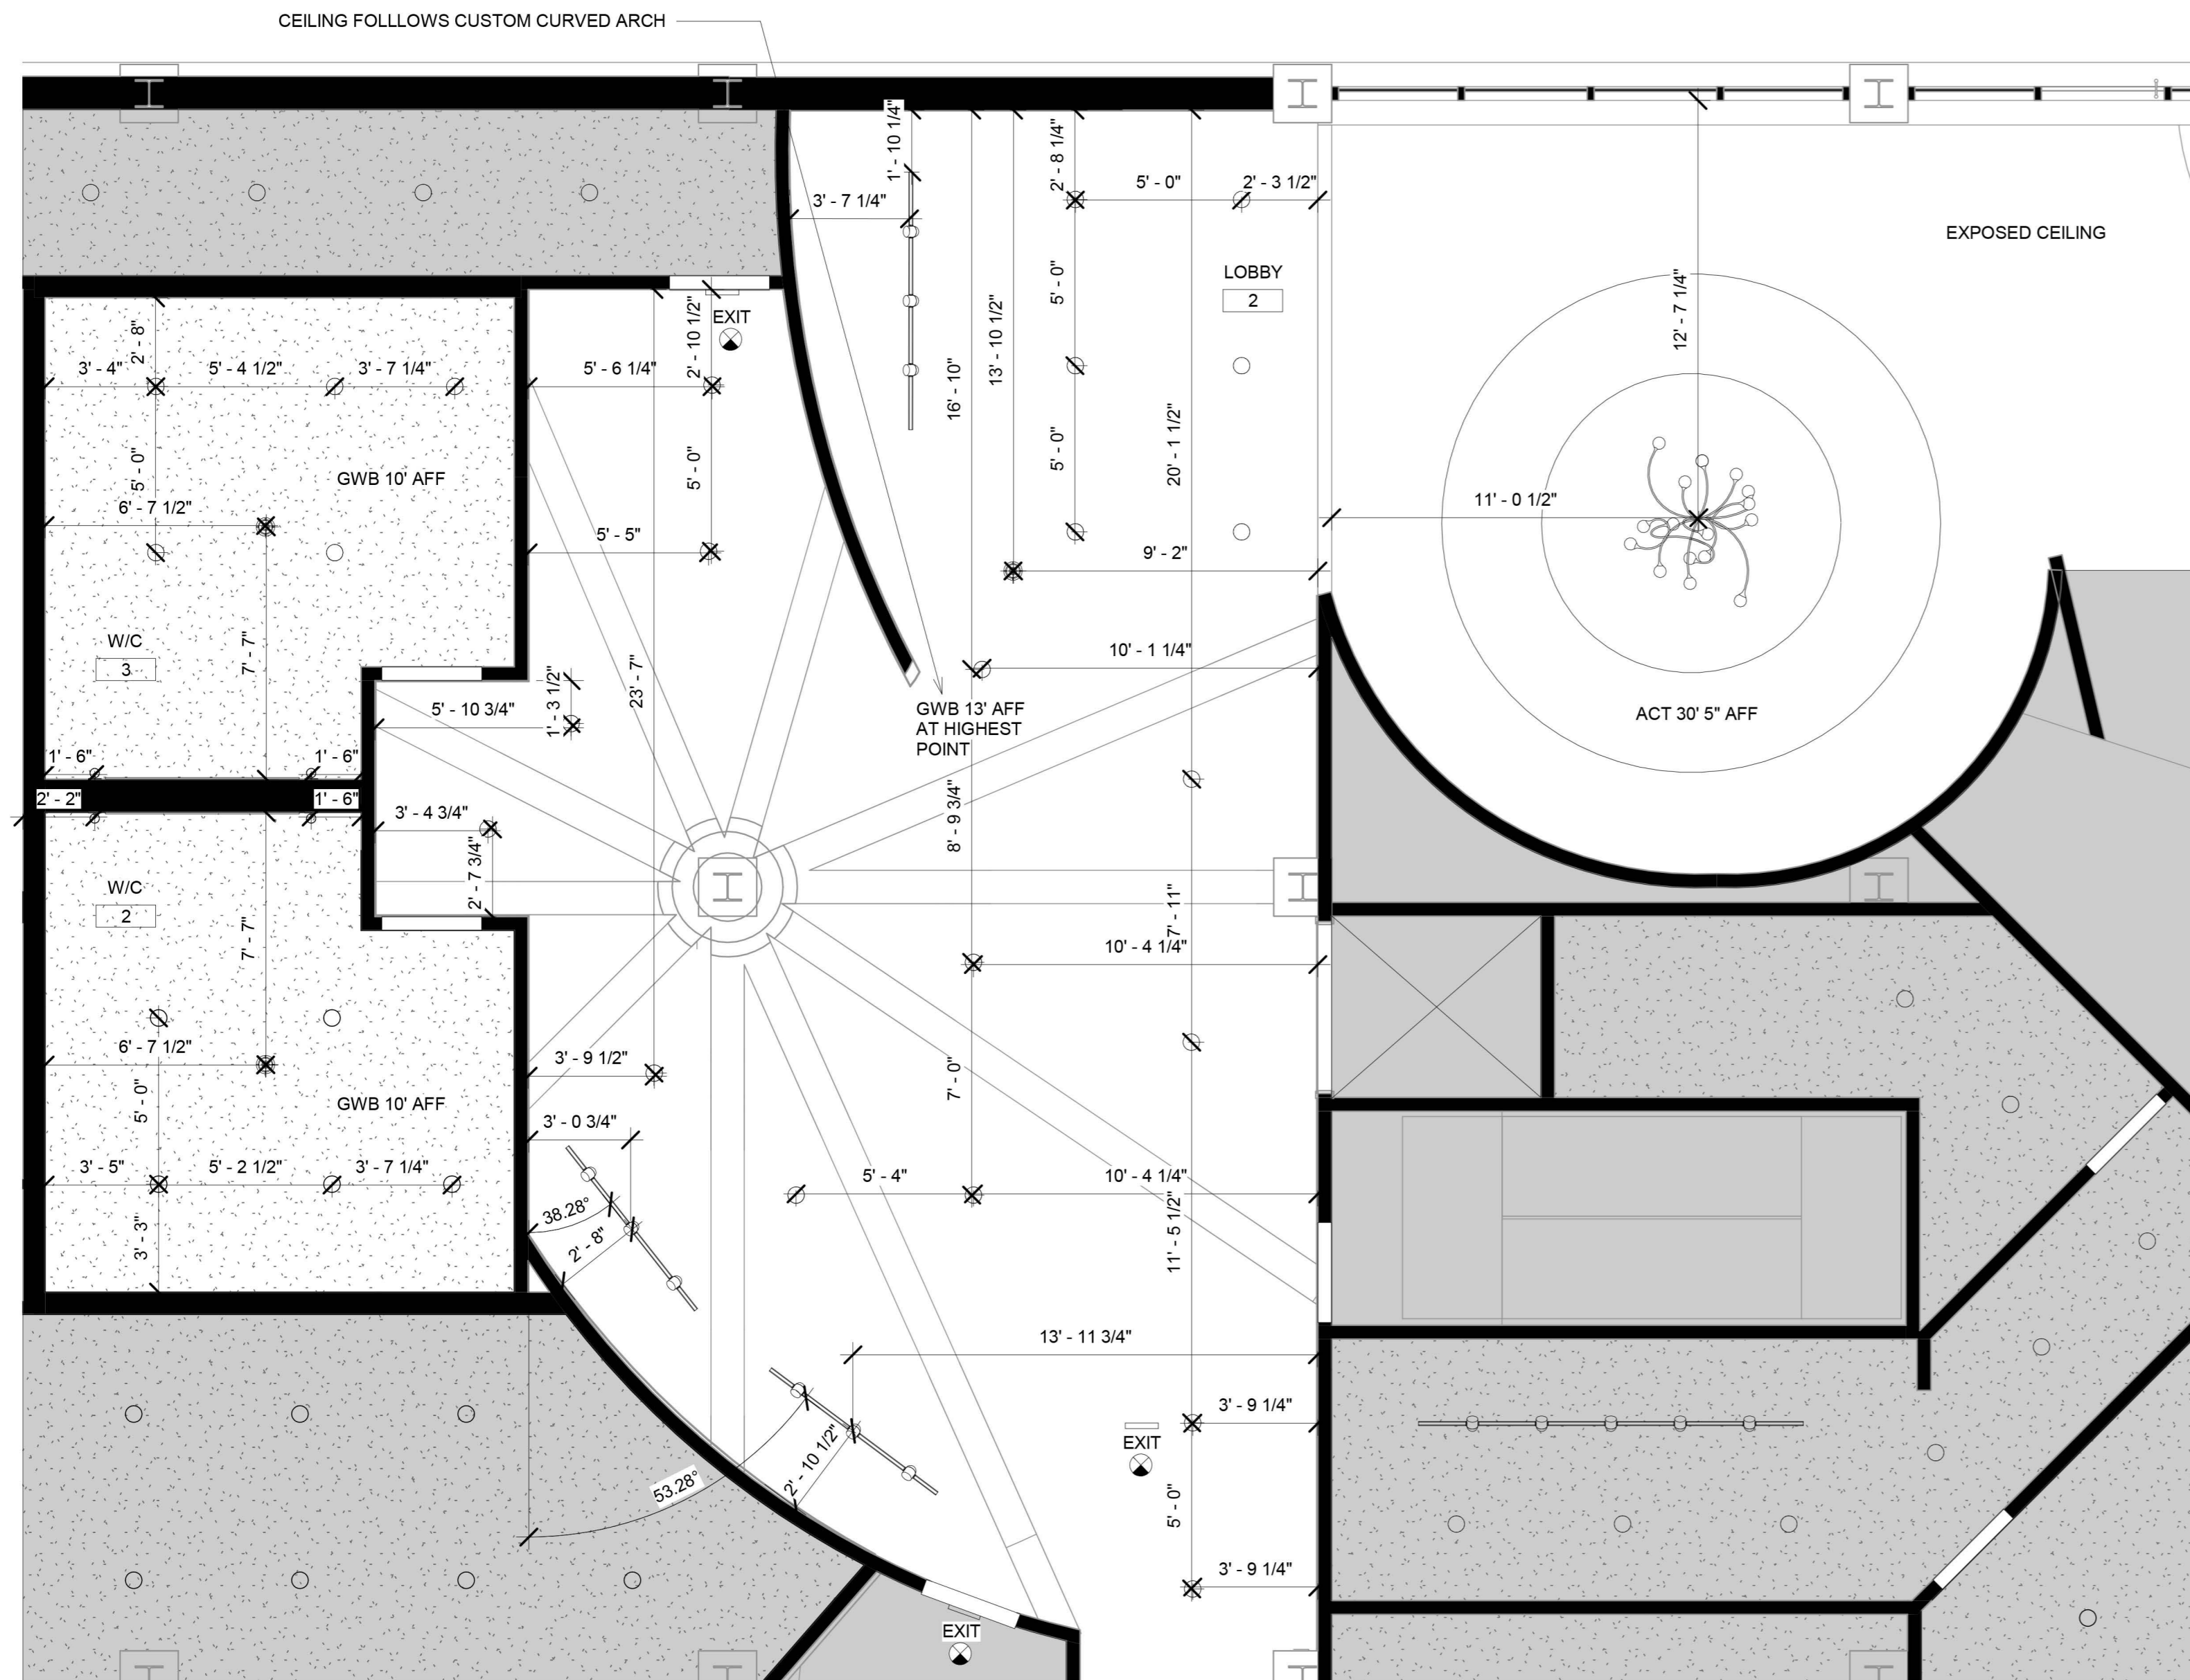 CEILING FOLLLOWS CUSTOM CURVED ARCH
1' - 10 1/4"
2' - 8 1/4"
3' - 7 1/4"
5' - 0"
2' - 3 1/2"
EXPOSED CEILING
LOBBY
2
5' - 0"
12' - 7 1/4"
2' - 8"
2' - 10 1/2"
EXIT
13' - 10 1/2"
16' - 10"
3' - 4"
5' - 4 1/2"
3' - 7 1/4"
5' - 6 1/4"
5' - 0"
5' - 0"
5' - 0"
20' - 1 1/2"
GWB 10' AFF
6' - 7 1/2"
11' - 0 1/2"
5' - 5"
9' - 2"
W/C
3
7' - 7"
23' - 7"
10' - 1 1/4"
1' - 3 1/2"
5' - 10 3/4"
GWB 13' AFF
AT HIGHEST
POINT
ACT 30' 5" AFF
1' - 6"
1' - 6"
2' - 2"
1' - 6"
3' - 4 3/4"
8' - 9 3/4"
2' - 7 3/4"
W/C
2
7' - 7"
7' - 11"
10' - 4 1/4"
6' - 7 1/2"
3' - 9 1/2"
7' - 0"
5' - 0"
GWB 10' AFF
3' - 0 3/4"
3' - 5"
5' - 2 1/2"
3' - 7 1/4"
5' - 4"
10' - 4 1/4"
38.28°
2' - 8"
3' - 3"
11' - 5 1/2"
13' - 11 3/4"
3' - 9 1/4"
EXIT
2' - 10 1/2"
53.28°
5' - 0"
3' - 9 1/4"
EXIT